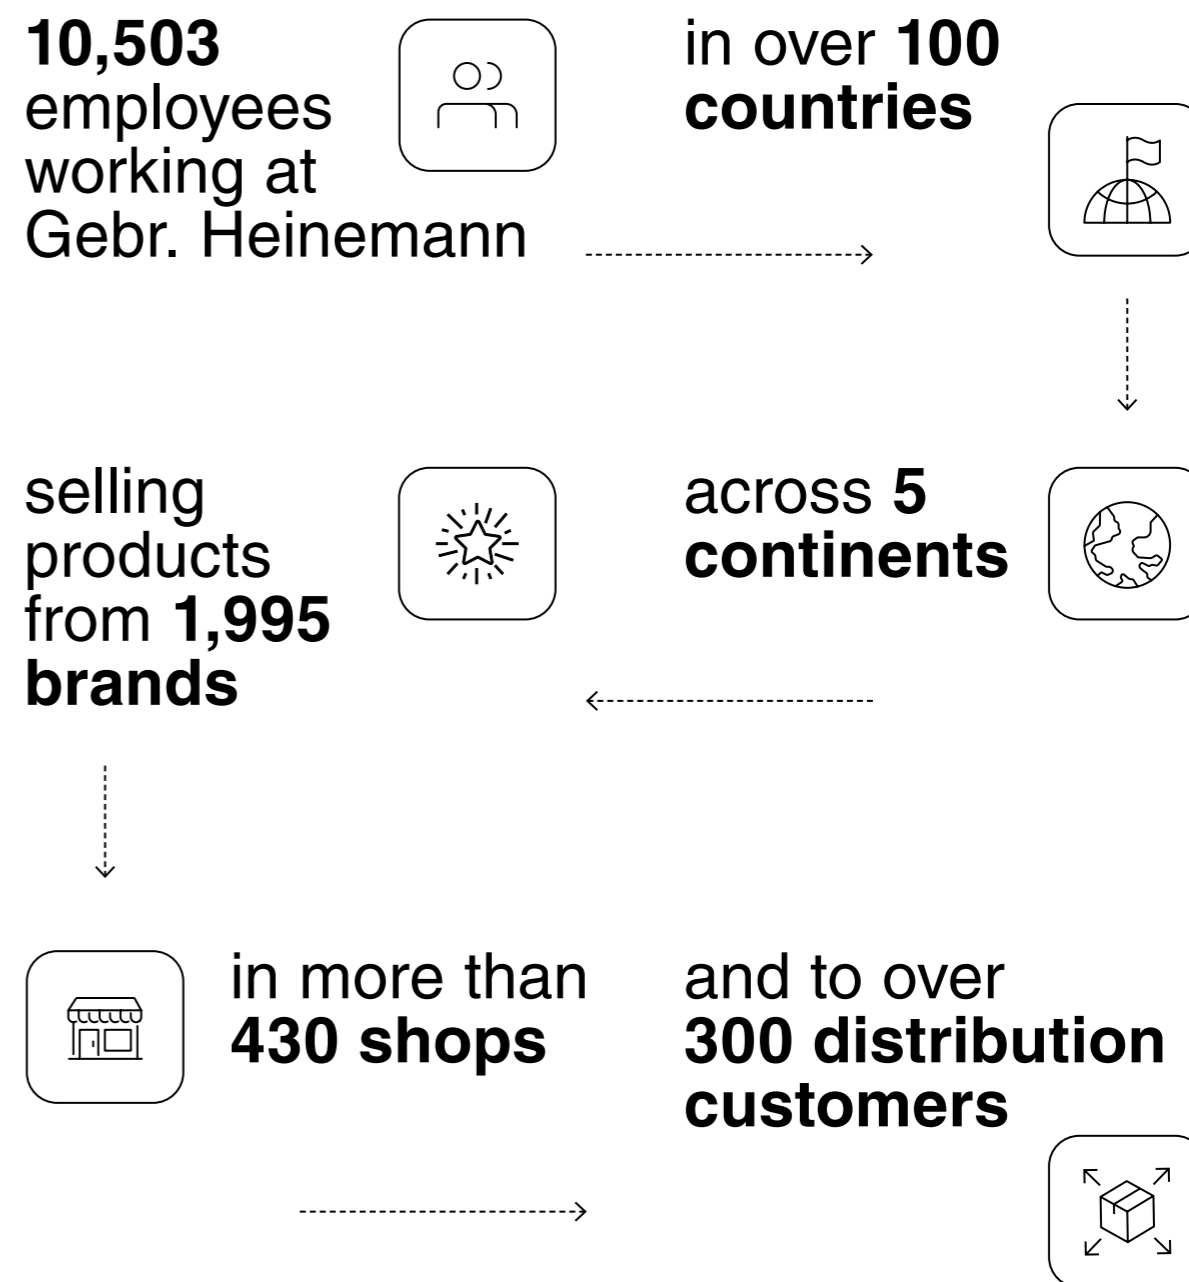 10,503
employees
working at
Gebr. Heinemann
in over 100
countries
across 5
continents
selling
products
from 1,995
brands
in more than
430 shops
and to over
300 distribution
customers